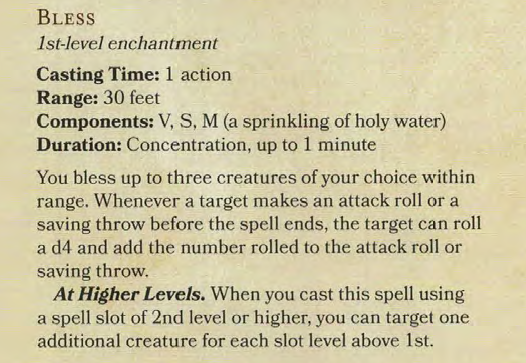 BLESS
1st-level enchantment
Casting Time: 1 action
Range: 30 feet
Components: V, S, M (a sprinkling of holy water)
Duration: Concentration, up to 1 minute
You bless up to three creatures of your choice within
range. Whenever a target makes an attack roll or a
saving throw before the spell ends, the target can roll
a d4 and add the number rolled to the attack roll or
saving throw.
At Higher Levels. When you cast this spell using
a spell slot of 2nd level or higher, you can target one
additional creature for each slot level above 1st.